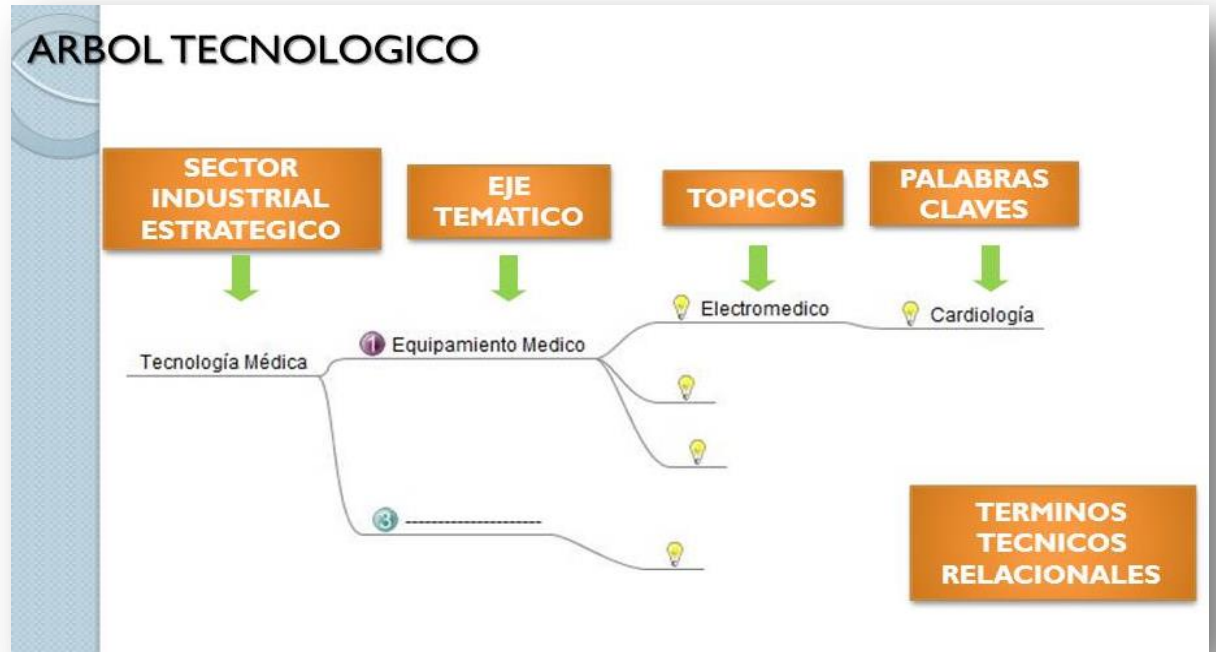 ARBOL TECNOLOGICO
SECTOR
INDUSTRIAL
ESTRATEGICO
EJE
TEMATICO
TOPICOS
PALABRAS
CLAVES
Tecnología Médica
1 Equipamiento Medico
Electromedico
Cardiología
3 ---------------------
TERMINOS
TECNICOS
RELACIONALES